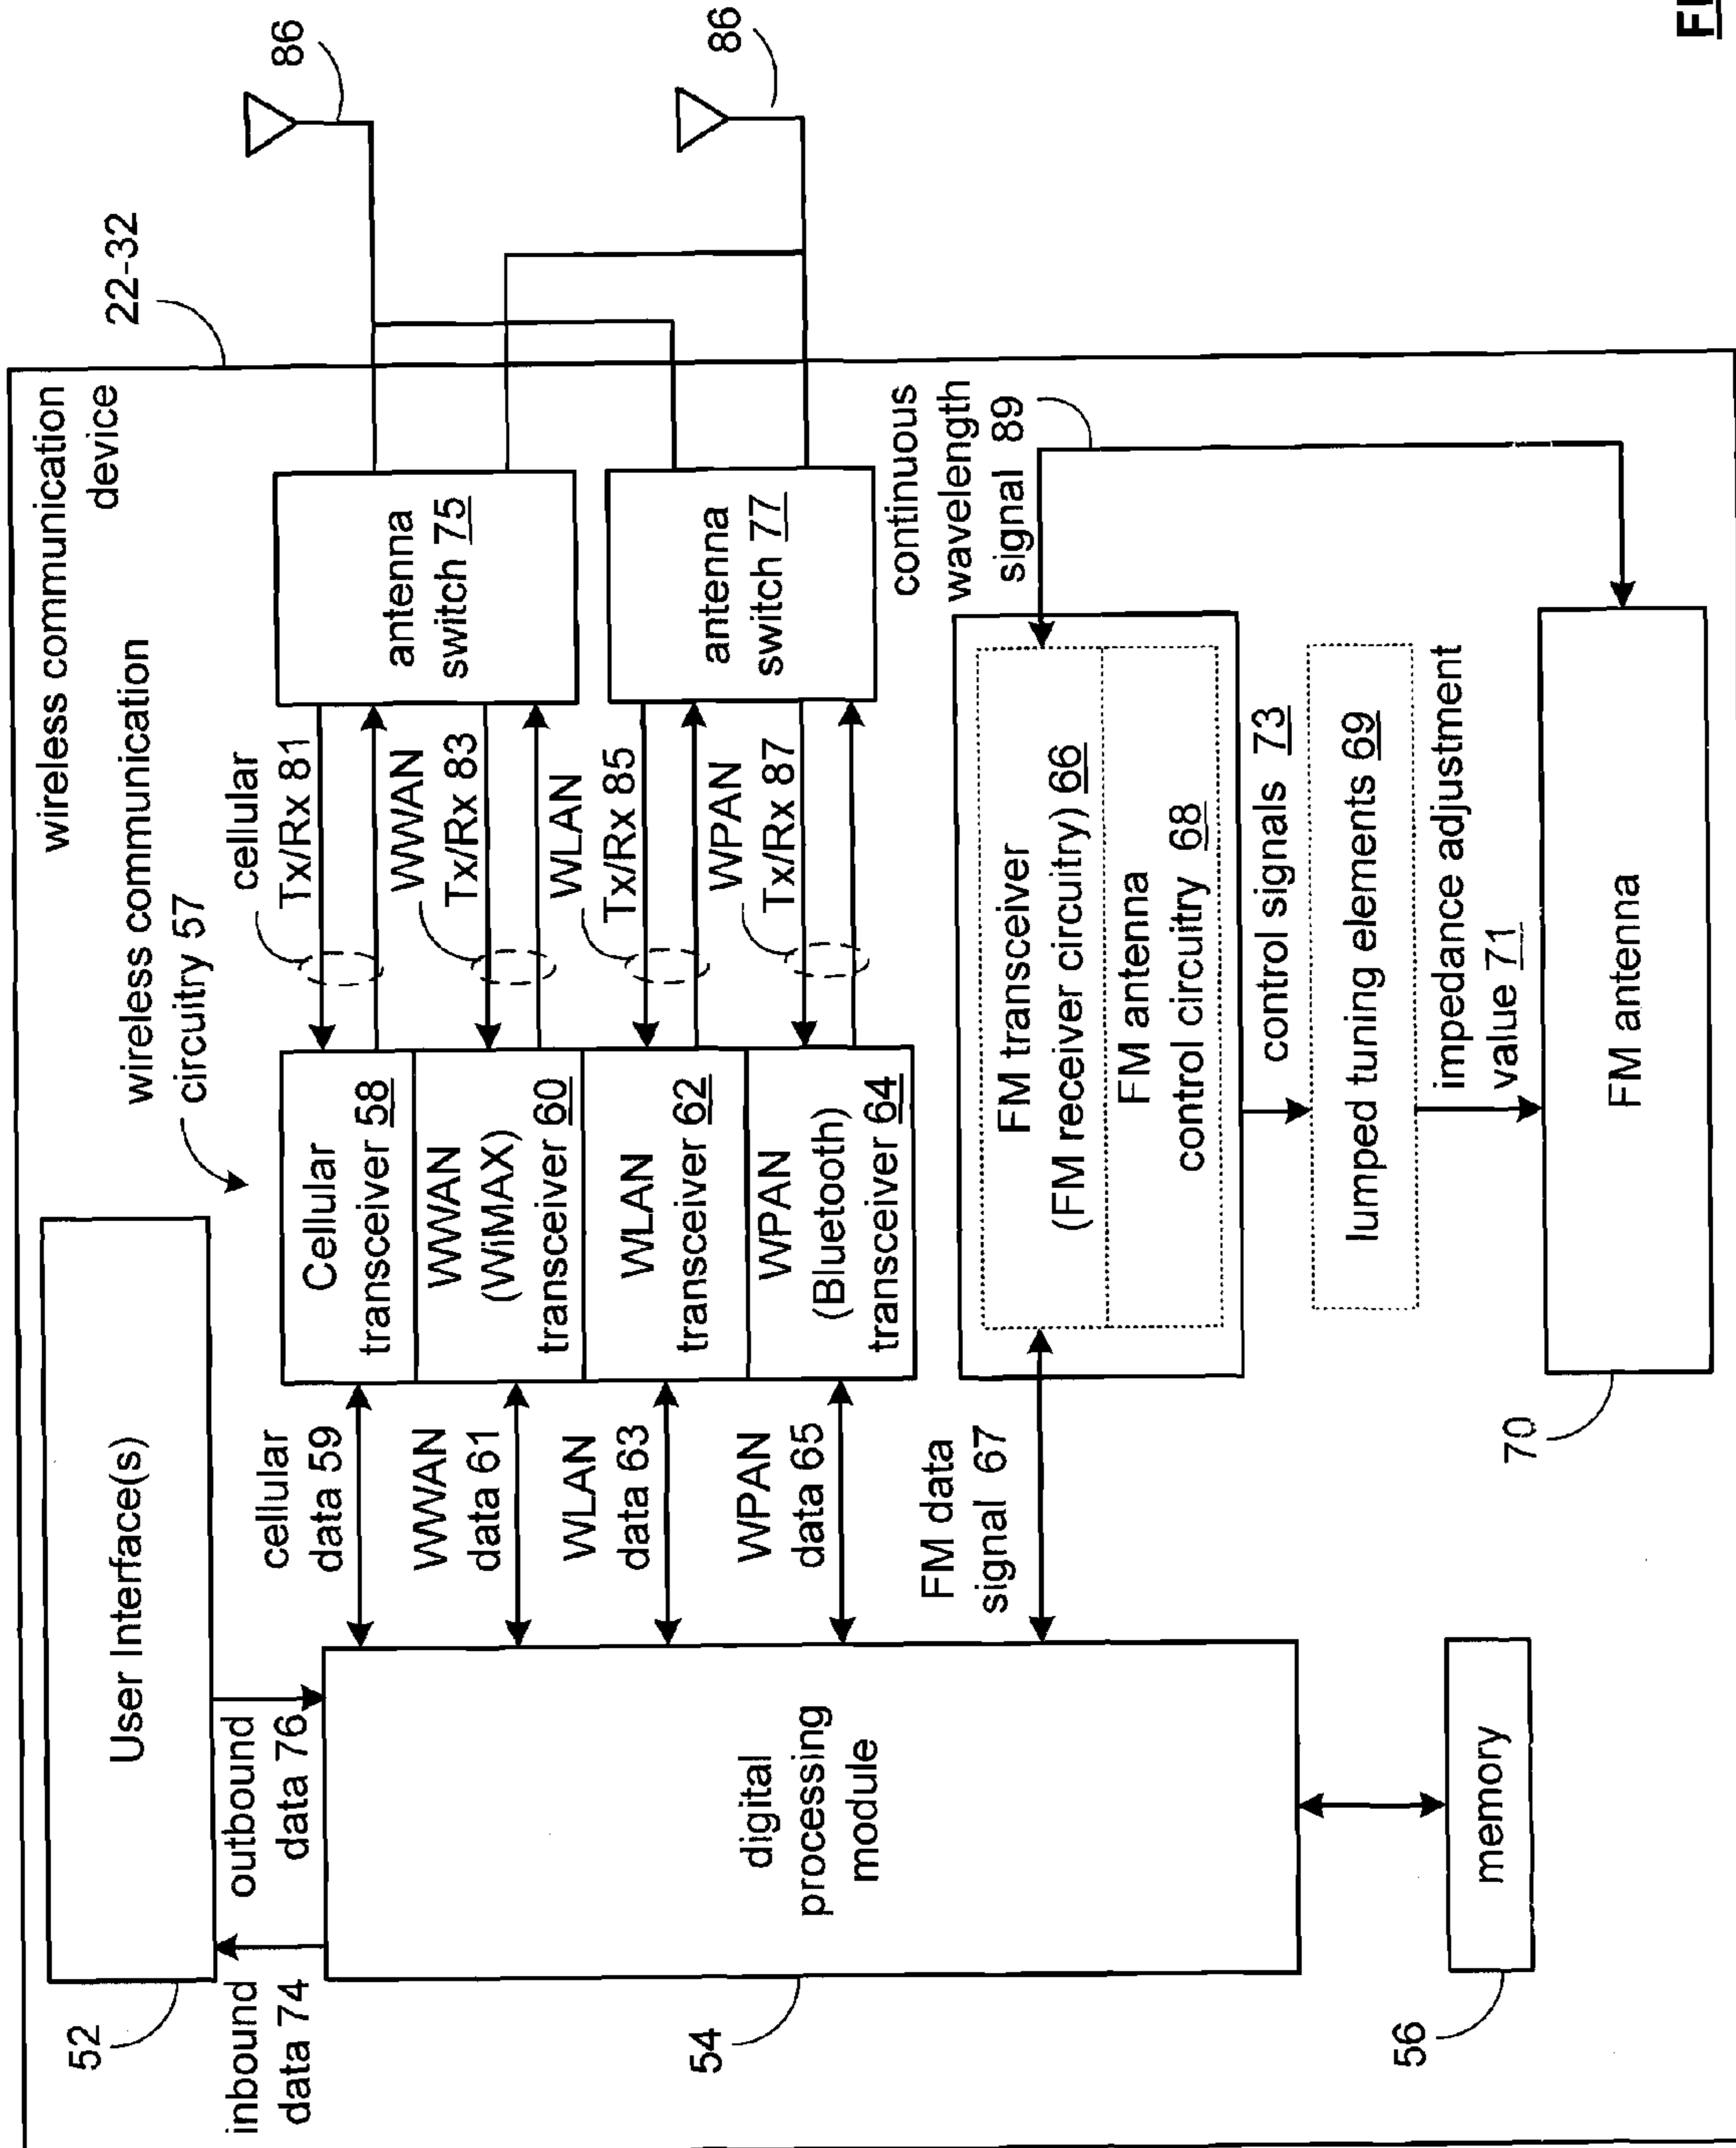 wireless communication
device
22-32
wireless communication
circuitry 57
User Interface(s)
52
inbound
data 74
outbound
data 76
digital
processing
module
54
memory
56
cellular
data 59
WWAN
data 61
WLAN
data 63
WPAN
data 65
FM data
signal 67
Cellular
transceiver 58
WWAN
(WiMAX)
transceiver 60
WLAN
transceiver 62
WPAN
(Bluetooth)
transceiver 64
cellular
Tx/Rx 81
WWAN
Tx/Rx 83
WLAN
Tx/Rx 85
WPAN
Tx/Rx 87
antenna
switch 75
antenna
switch 77
86
86
continuous
wavelength
signal 89
FM transceiver
(FM receiver circuitry) 66
FM antenna
control circuitry 68
control signals 73
lumped tuning elements 69
impedance adjustment
value 71
FM antenna
70